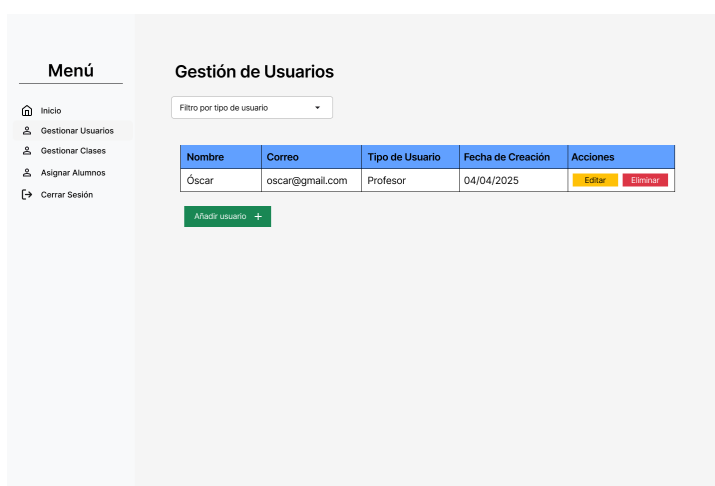 Menú
Inicio
Gestionar Usuarios
Gestionar Clases
Asignar Alumnos
Cerrar Sesión
Gestión de Usuarios
Filtro por tipo de usuario
Nombre Correo Tipo de Usuario Fecha de Creación Acciones
Óscar oscar@gmail.com Profesor 04/04/2025 Editar Eliminar
Añadir usuario +